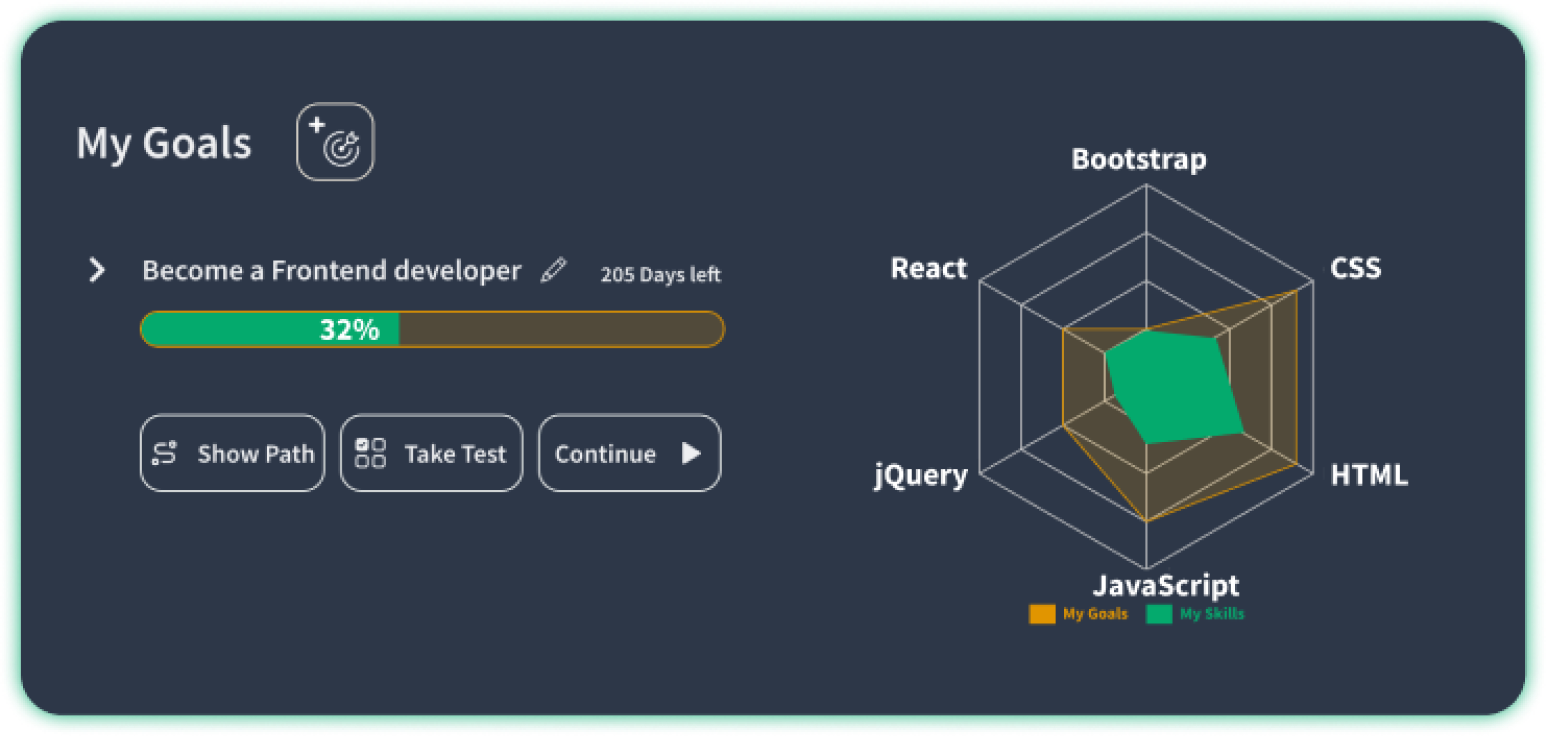 My Goals
Become a Frontend developer
205 Days left
32%
Show Path
Take Test
Continue
Bootstrap
React
CSS
jQuery
HTML
JavaScript
My Goals
My Skills